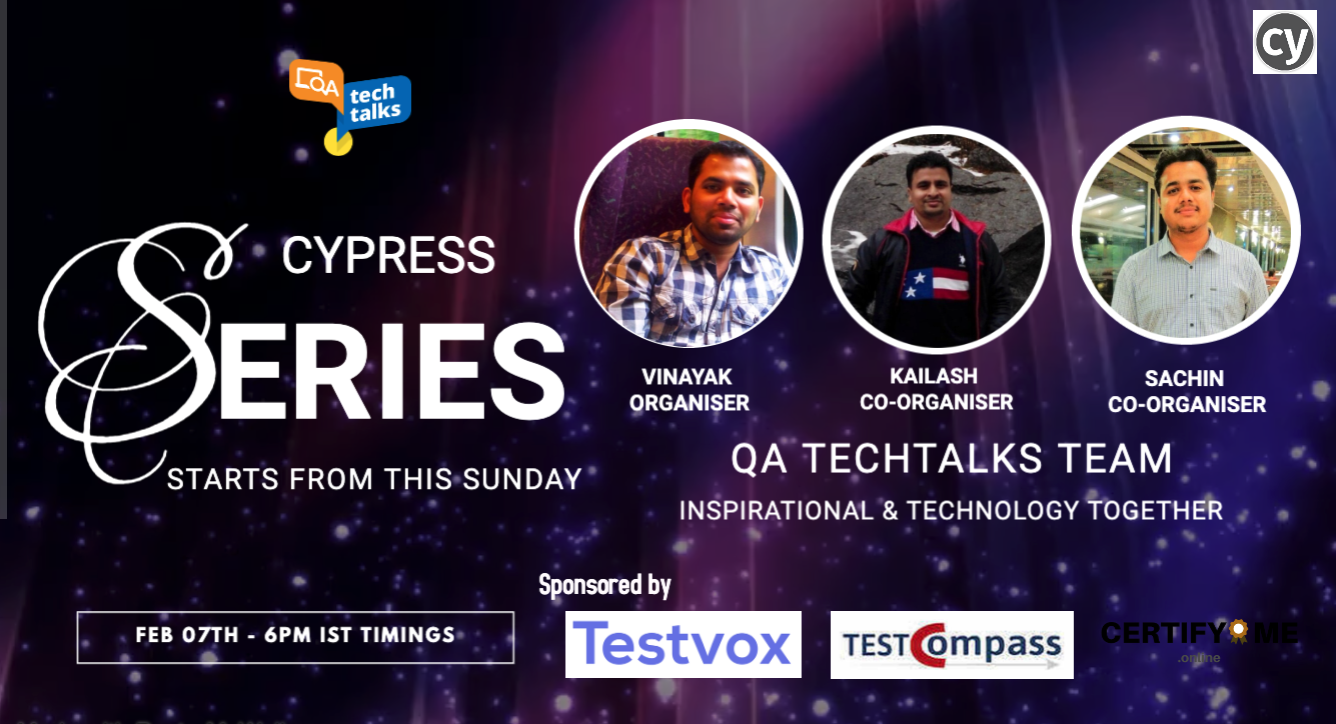 cy
QA
tech
talks
CYPRESS
SERIES
STARTS FROM THIS SUNDAY
VINAYAK
ORGANISER
KAILASH
CO-ORGANISER
SACHIN
CO-ORGANISER
QA TECHTALKS TEAM
INSPIRATIONAL & TECHNOLOGY TOGETHER
Sponsored by
FEB 07TH - 6PM IST TIMINGS
Testvox
TESTCompass
CERTIFY ME
.online